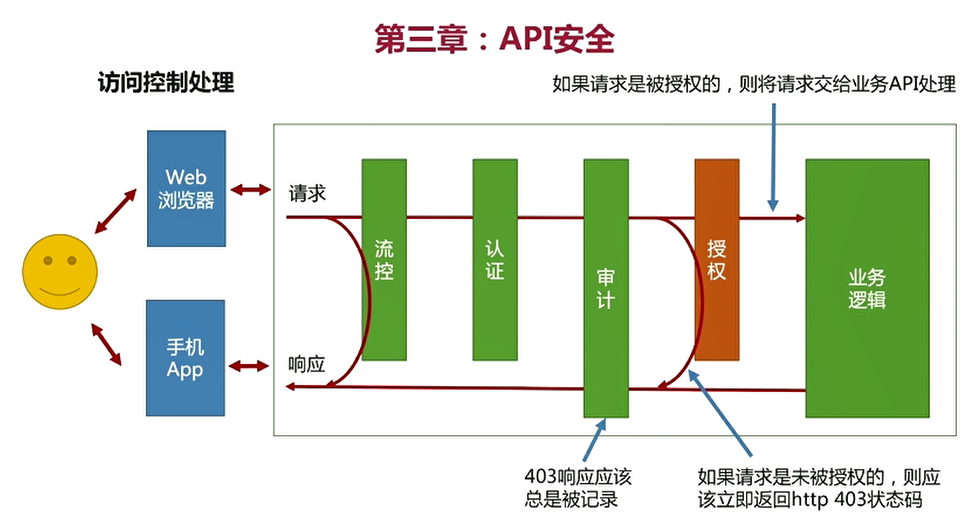 第三章：API安全
访问控制处理
如果请求是被授权的，则将请求交给业务API处理
Web
浏览器
手机
App
请求
响应
流
控
认
证
审
计
授
权
业务
逻辑
403响应应该
总是被记录
如果请求是未被授权的，则应
该立即返回http 403状态码